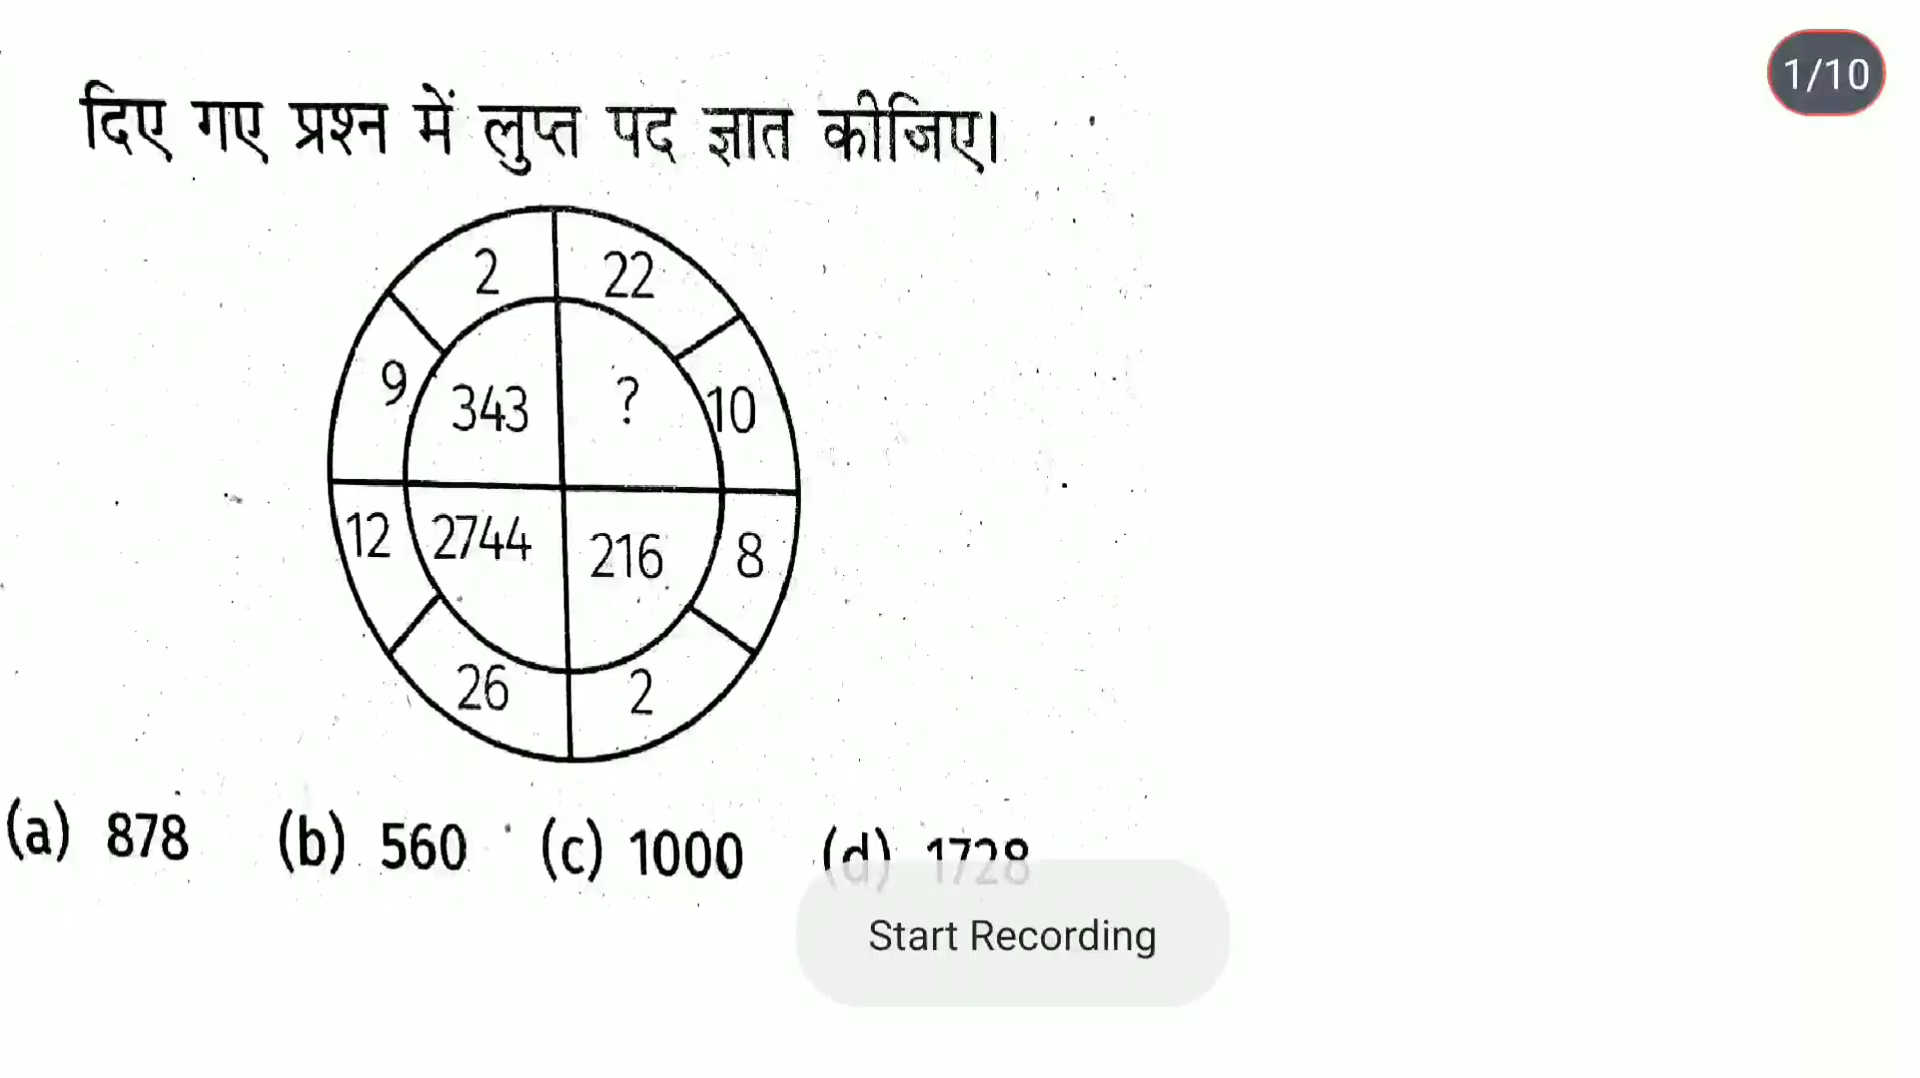 1/10
दिए गए प्रश्न में लुप्त पद ज्ञात कीजिए।
2 22
9 343 ? 10
12 2744 216 8
26 2
(a) 878 (b) 560 (c) 1000 (d) 1728
Start Recording